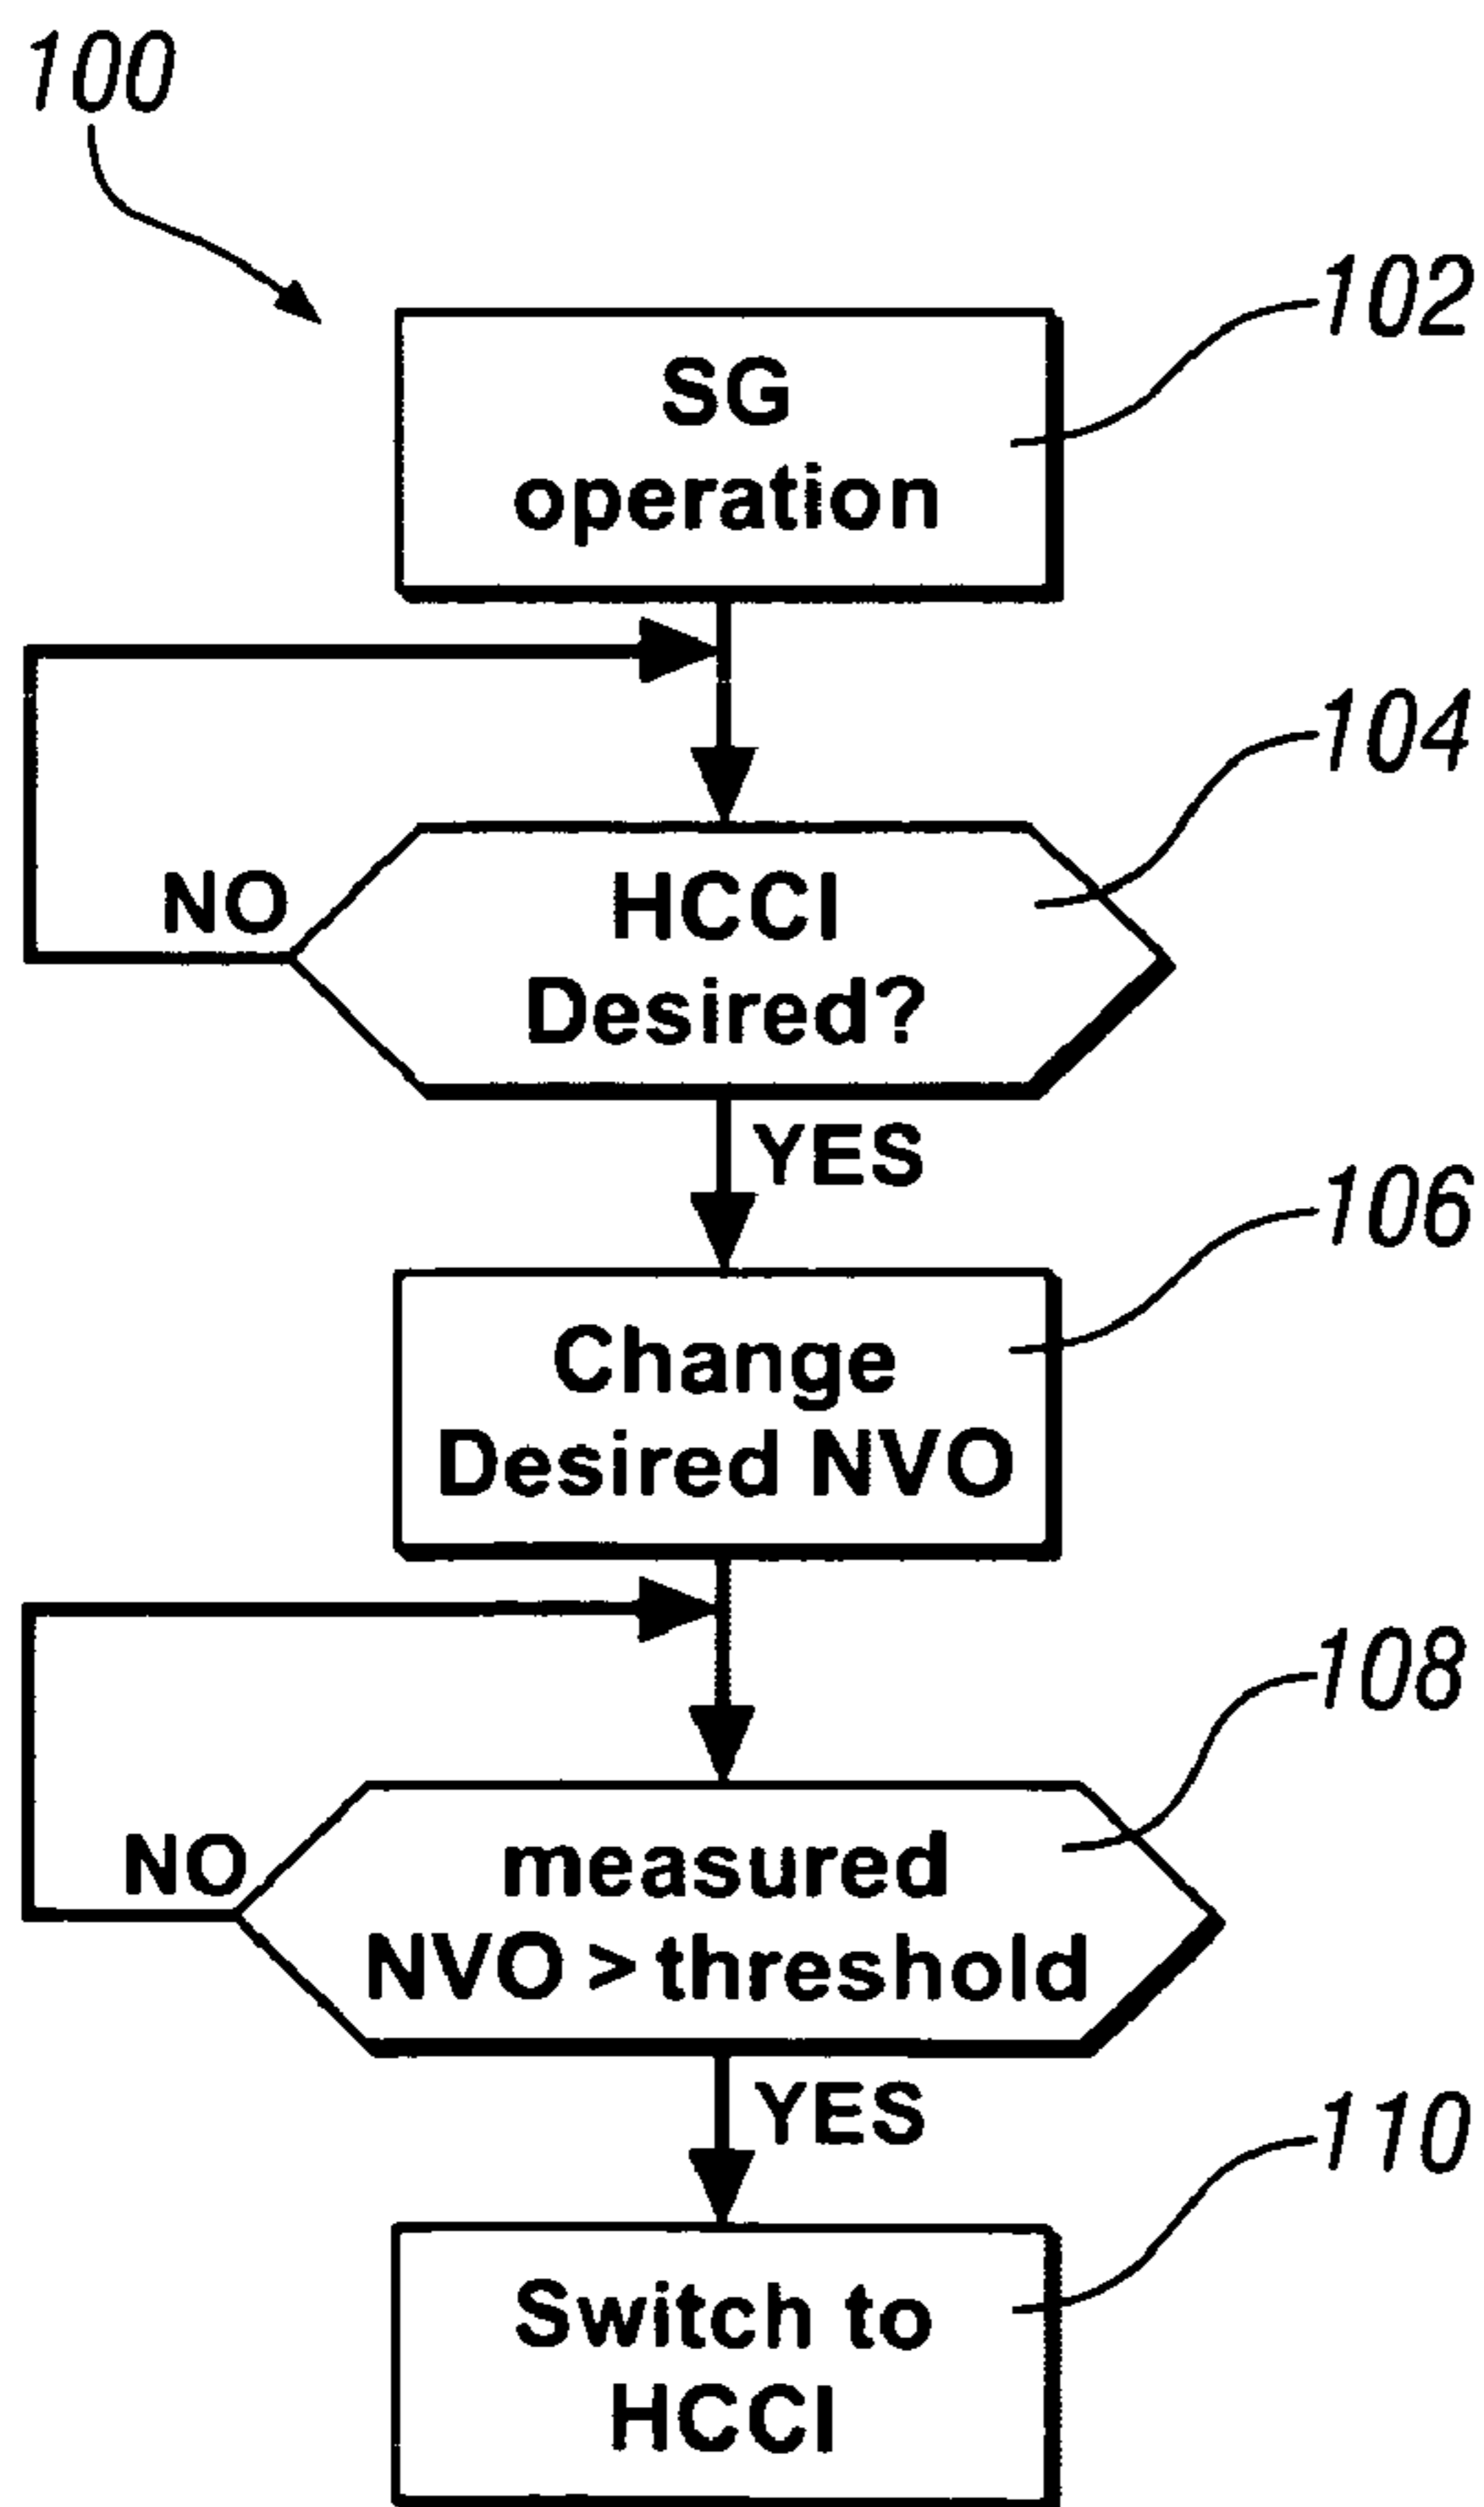 100
102
SG
operation
104
NO
HCCI
Desired?
YES
106
Change
Desired NVO
108
NO
measured
NVO > threshold
YES
110
Switch to
HCCI